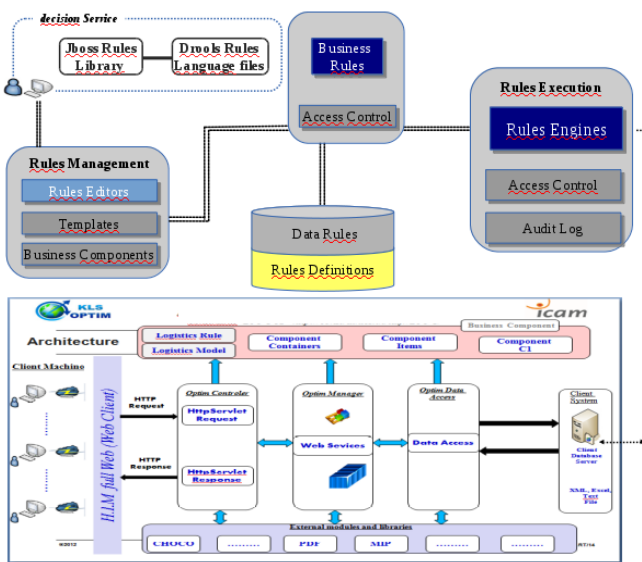 decision Service
Jboss Rules
Library
Drools Rules
Language files
Business
Rules
Access Control
Rules Management
Rules Editors
Templates
Business Components
Data Rules
Rules Definitions
Rules Execution
Rules Engines
Access Control
Audit Log
KLS
OPTIM
icam
Architecture
Business Component
Logistics Rule
Logistics Model
Component
Containers
Component
Items
Component
C1
Client Machino
HTTP
Request
HTTP
Response
H.I.M full Web (Web Client)
Optim Controler
HttpServlet
Request
HttpServlet
Response
Optim Manager
Web Sevices
Optim Data
Access
Data Access
Client
System
Client
Database
Server
XML, Excel,
Text
File
External modules and libraries
CHOCO
..........
PDF
MIP
..........
..........